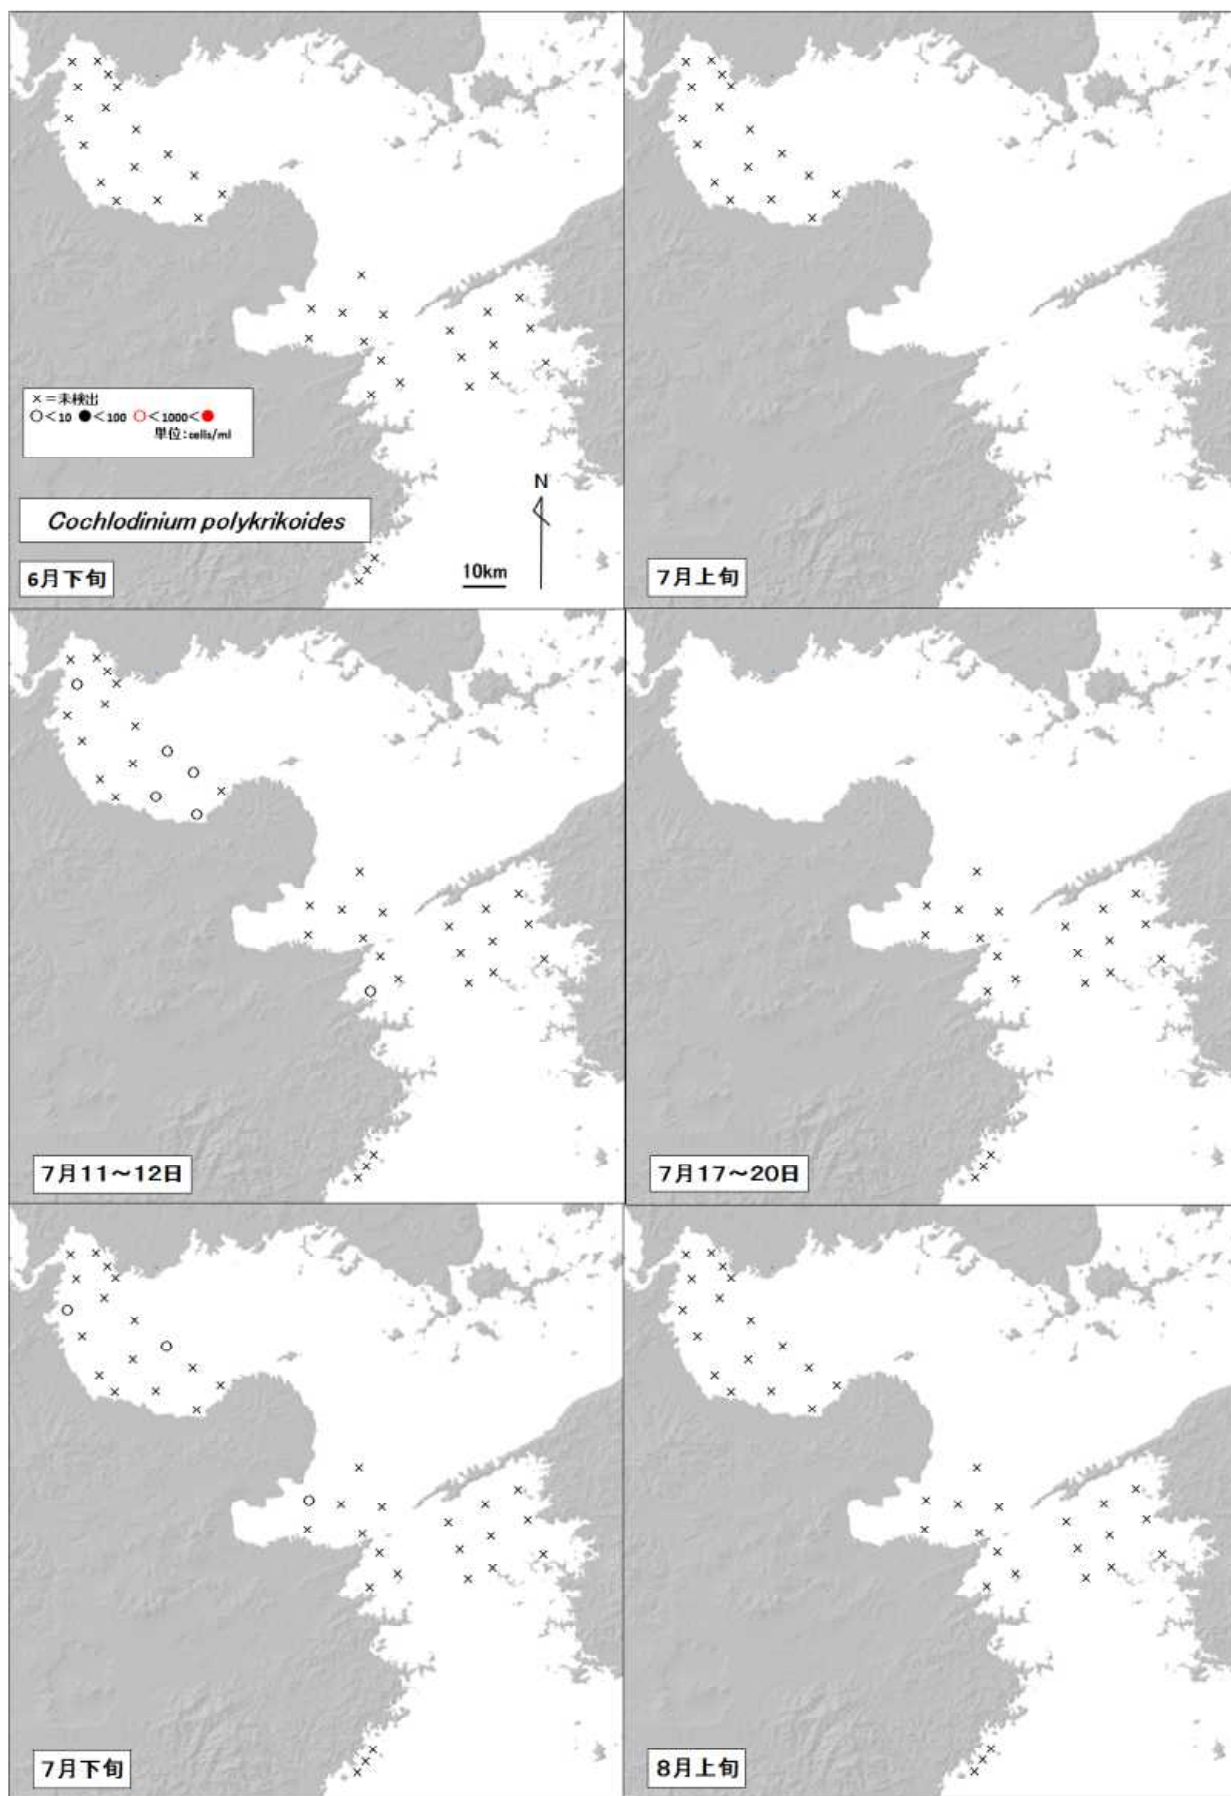 ×＝未検出
○＜10 ●＜100 ○＜1000＜●
単位：cells/ml
N
Cochlodinium polykrikoides
6月下旬
10km
7月上旬
7月11～12日
7月17～20日
7月下旬
8月上旬